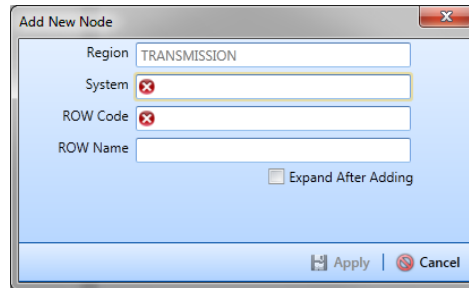 Add New Node
Region TRANSMISSION
System
ROW Code
ROW Name
Expand After Adding
Apply | Cancel